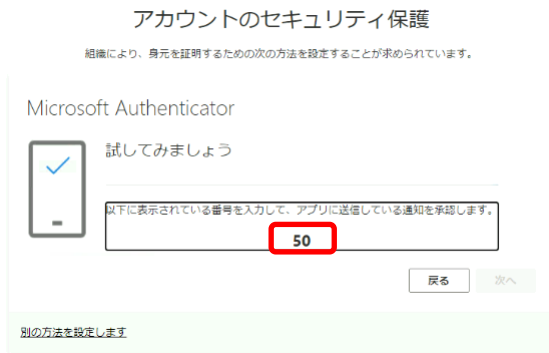 アカウントのセキュリティ保護
組織により、身元を証明するための次の方法を設定することが求められています。
Microsoft Authenticator
試してみましょう
以下に表示されている番号を入力して、アプリに送信している通知を承認します。
50
戻る 次へ
別の方法を設定します